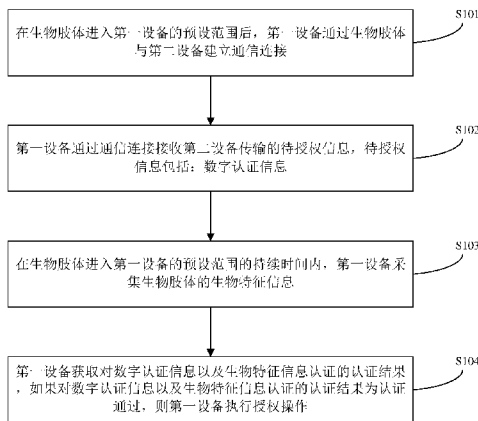 S101
在生物肢体进入第一设备的预设范围后，第一设备通过生物肢体
与第二设备建立通信连接
S102
第一设备通过通信连接接收第二设备传输的待授权信息，待授权
信息包括：数字认证信息
S103
在生物肢体进入第一设备的预设范围的持续时间内，第一设备采
集生物肢体的生物特征信息
S104
第一设备获取对数字认证信息以及生物特征信息认证的认证结果
，如果对数字认证信息以及生物特征信息认证的认证结果为认证
通过，则第一设备执行授权操作